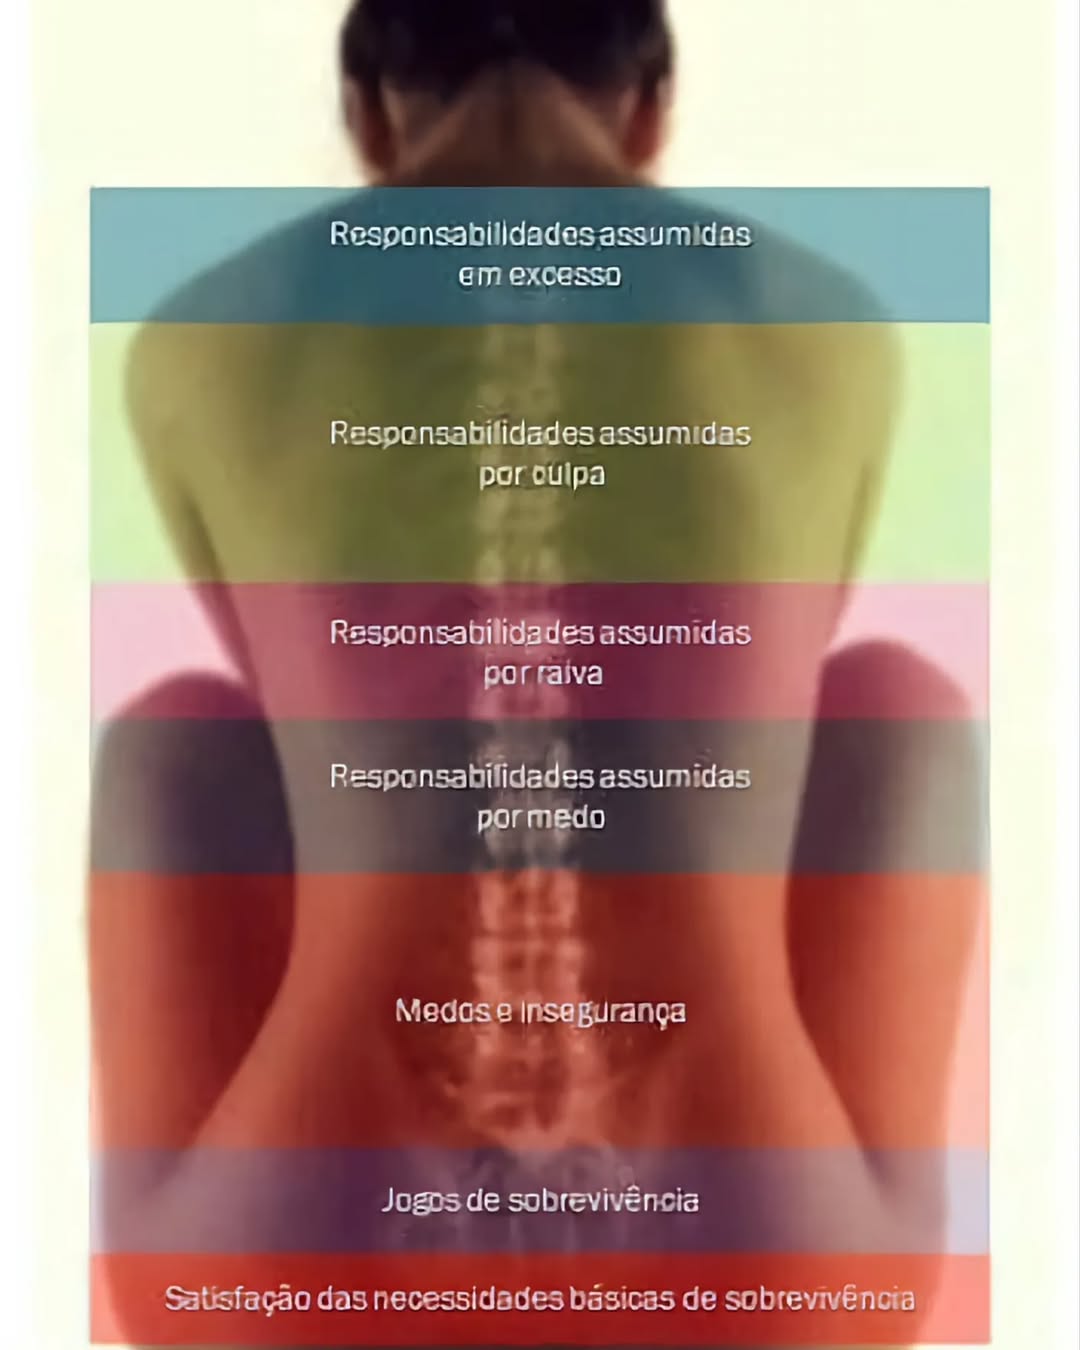 Responsabilidades assumidas
em excesso
Responsabilidades assumidas
por culpa
Responsabilidades assumidas
por raiva
Responsabilidades assumidas
por medo
Medos e insegurança
Jogos de sobrevivência
Satisfação das necessidades básicas de sobrevivência